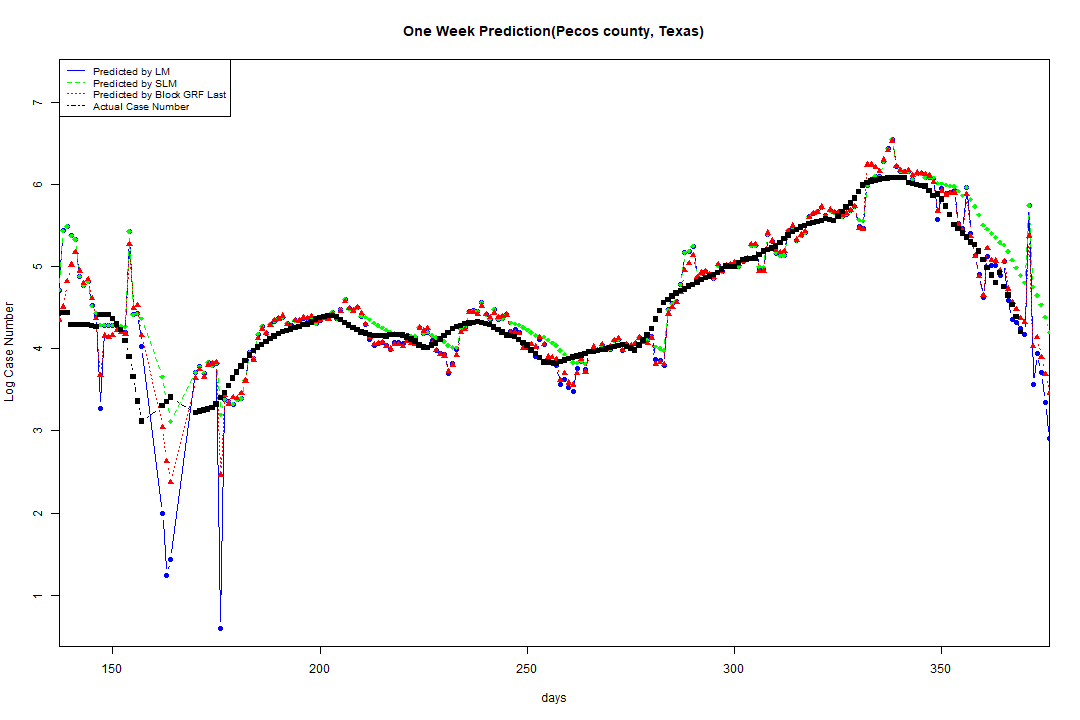 One Week Prediction(Pecos county, Texas)
Predicted by LM
Predicted by SLM
Predicted by Block GRF Last
Actual Case Number
7
6
5
4
3
2
1
Log Case Number
150 200 250 300 350
days